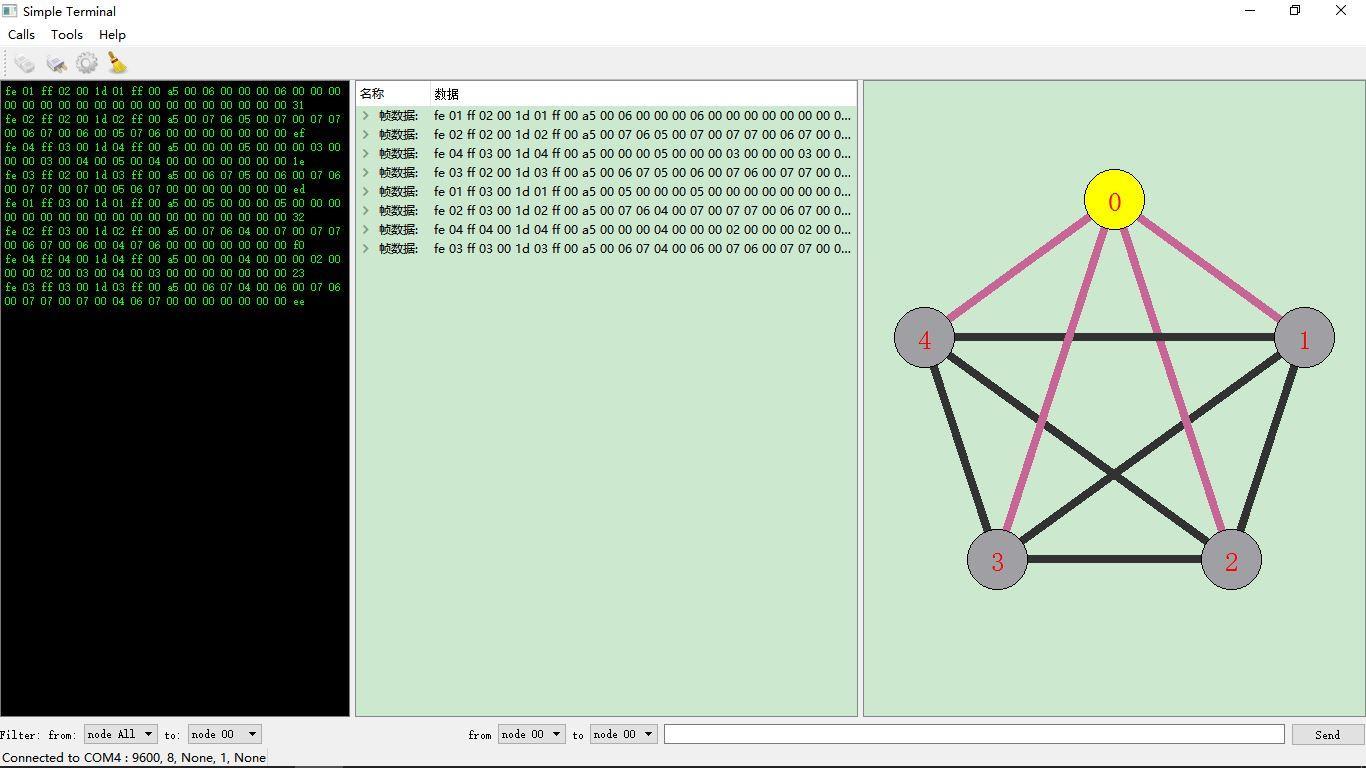 Simple Terminal
Calls Tools Help
fe 01 ff 02 00 1d 01 ff 00 a5 00 06 00 00 00 06 00 00 00
00 00 00 00 00 00 00 00 00 00 00 00 00 00 00 00 31
fe 02 ff 02 00 1d 02 ff 00 a5 00 07 06 05 00 07 00 07 07
00 06 07 00 06 00 05 07 06 00 00 00 00 00 00 00 ef
fe 04 ff 03 00 1d 04 ff 00 a5 00 00 00 05 00 00 00 03 00
00 00 03 00 04 00 05 00 04 00 00 00 00 00 00 00 1e
fe 03 ff 02 00 1d 03 ff 00 a5 00 06 07 05 00 06 00 07 06
00 07 07 00 07 00 05 06 07 00 00 00 00 00 00 00 ed
fe 01 ff 03 00 1d 01 ff 00 a5 00 05 00 00 00 05 00 00 00
00 00 00 00 00 00 00 00 00 00 00 00 00 00 00 00 32
fe 02 ff 03 00 1d 02 ff 00 a5 00 07 06 04 00 07 00 07 07
00 06 07 00 06 00 04 07 06 00 00 00 00 00 00 00 f0
fe 04 ff 04 00 1d 04 ff 00 a5 00 00 00 04 00 00 00 02 00
00 00 02 00 03 00 04 00 03 00 00 00 00 00 00 00 23
fe 03 ff 03 00 1d 03 ff 00 a5 00 06 07 04 00 06 00 07 06
00 07 07 00 07 00 04 06 07 00 00 00 00 00 00 00 ee
名称 数据
帧数据: fe 01 ff 02 00 1d 01 ff 00 a5 00 06 00 00 00 06 00 00 00 00 00 00 0...
帧数据: fe 02 ff 02 00 1d 02 ff 00 a5 00 07 06 05 00 07 00 07 07 00 06 07 0...
帧数据: fe 04 ff 03 00 1d 04 ff 00 a5 00 00 00 05 00 00 00 03 00 00 00 03 00 0...
帧数据: fe 03 ff 02 00 1d 03 ff 00 a5 00 06 07 05 00 06 00 07 06 00 07 07 0...
帧数据: fe 01 ff 03 00 1d 01 ff 00 a5 00 05 00 00 00 05 00 00 00 00 00 00 0...
帧数据: fe 02 ff 03 00 1d 02 ff 00 a5 00 07 06 04 00 07 00 07 07 00 06 07 00 0...
帧数据: fe 04 ff 04 00 1d 04 ff 00 a5 00 00 00 04 00 00 00 02 00 00 00 02 00 0...
帧数据: fe 03 ff 03 00 1d 03 ff 00 a5 00 06 07 04 00 06 00 07 06 00 07 07 00 0...
0
4
1
3
2
Filter: from: node All to: node 00 from node 00 to node 00 Send
Connected to COM4 : 9600, 8, None, 1, None